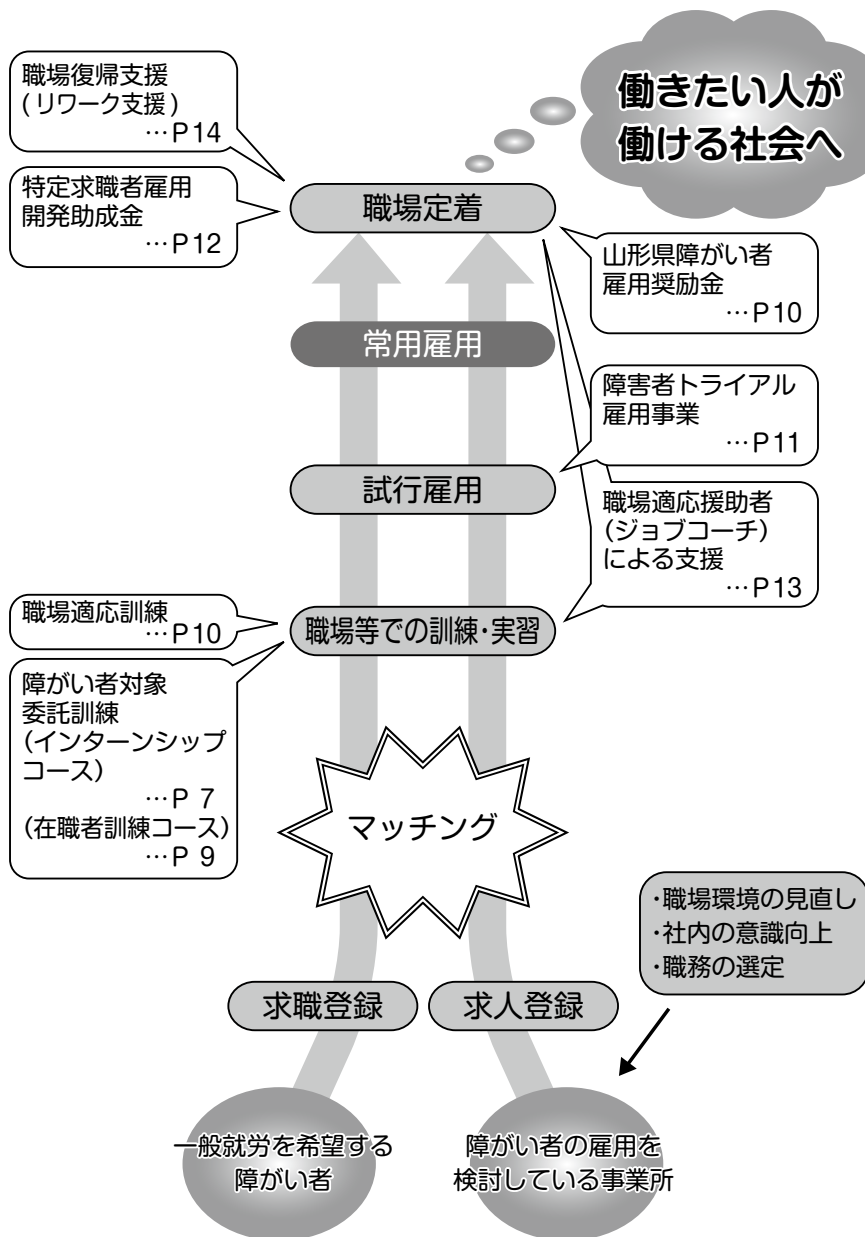 働きたい人が
働ける社会へ
職場復帰支援
(リワーク支援)
…P14
特定求職者雇用
開発助成金
…P12
職場定着
山形県障がい者
雇用奨励金
…P10
常用雇用
障害者トライアル
雇用事業
…P11
試行雇用
職場適応援助者
(ジョブコーチ)
による支援
…P13
職場適応訓練
…P10
職場等での訓練・実習
障がい者対象
委託訓練
(インターンシップ
コース)
…P 7
(在職者訓練コース)
…P 9
マッチング
・職場環境の見直し
・社内の意識向上
・職務の選定
求職登録
求人登録
一般就労を希望する
障がい者
障がい者の雇用を
検討している事業所